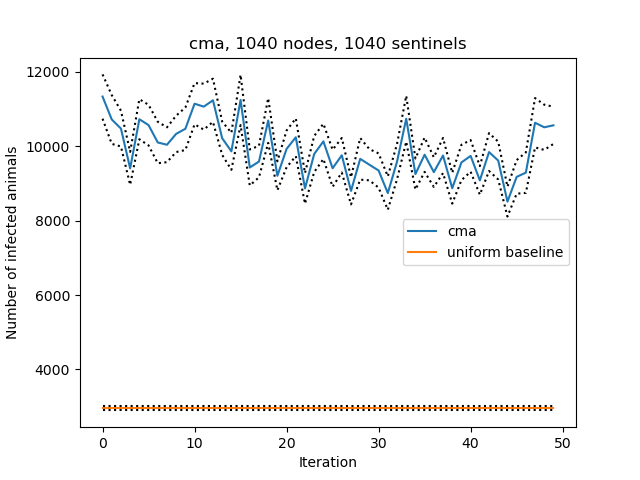 cma, 1040 nodes, 1040 sentinels
12000
10000
8000
6000
4000
Number of infected animals
cma
uniform baseline
0
10
20
30
40
50
Iteration